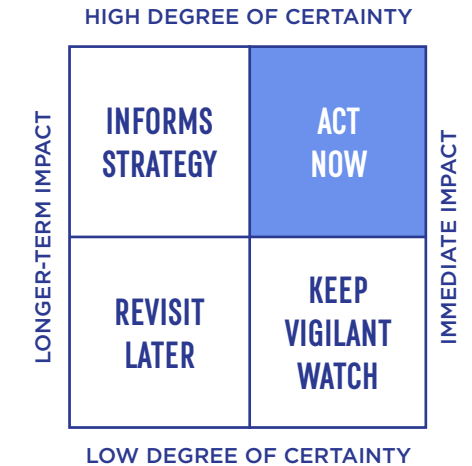 HIGH DEGREE OF CERTAINTY
LONGER-TERM IMPACT
INFORMS
STRATEGY
ACT
NOW
IMMEDIATE IMPACT
REVISIT
LATER
KEEP
VIGILANT
WATCH
LOW DEGREE OF CERTAINTY